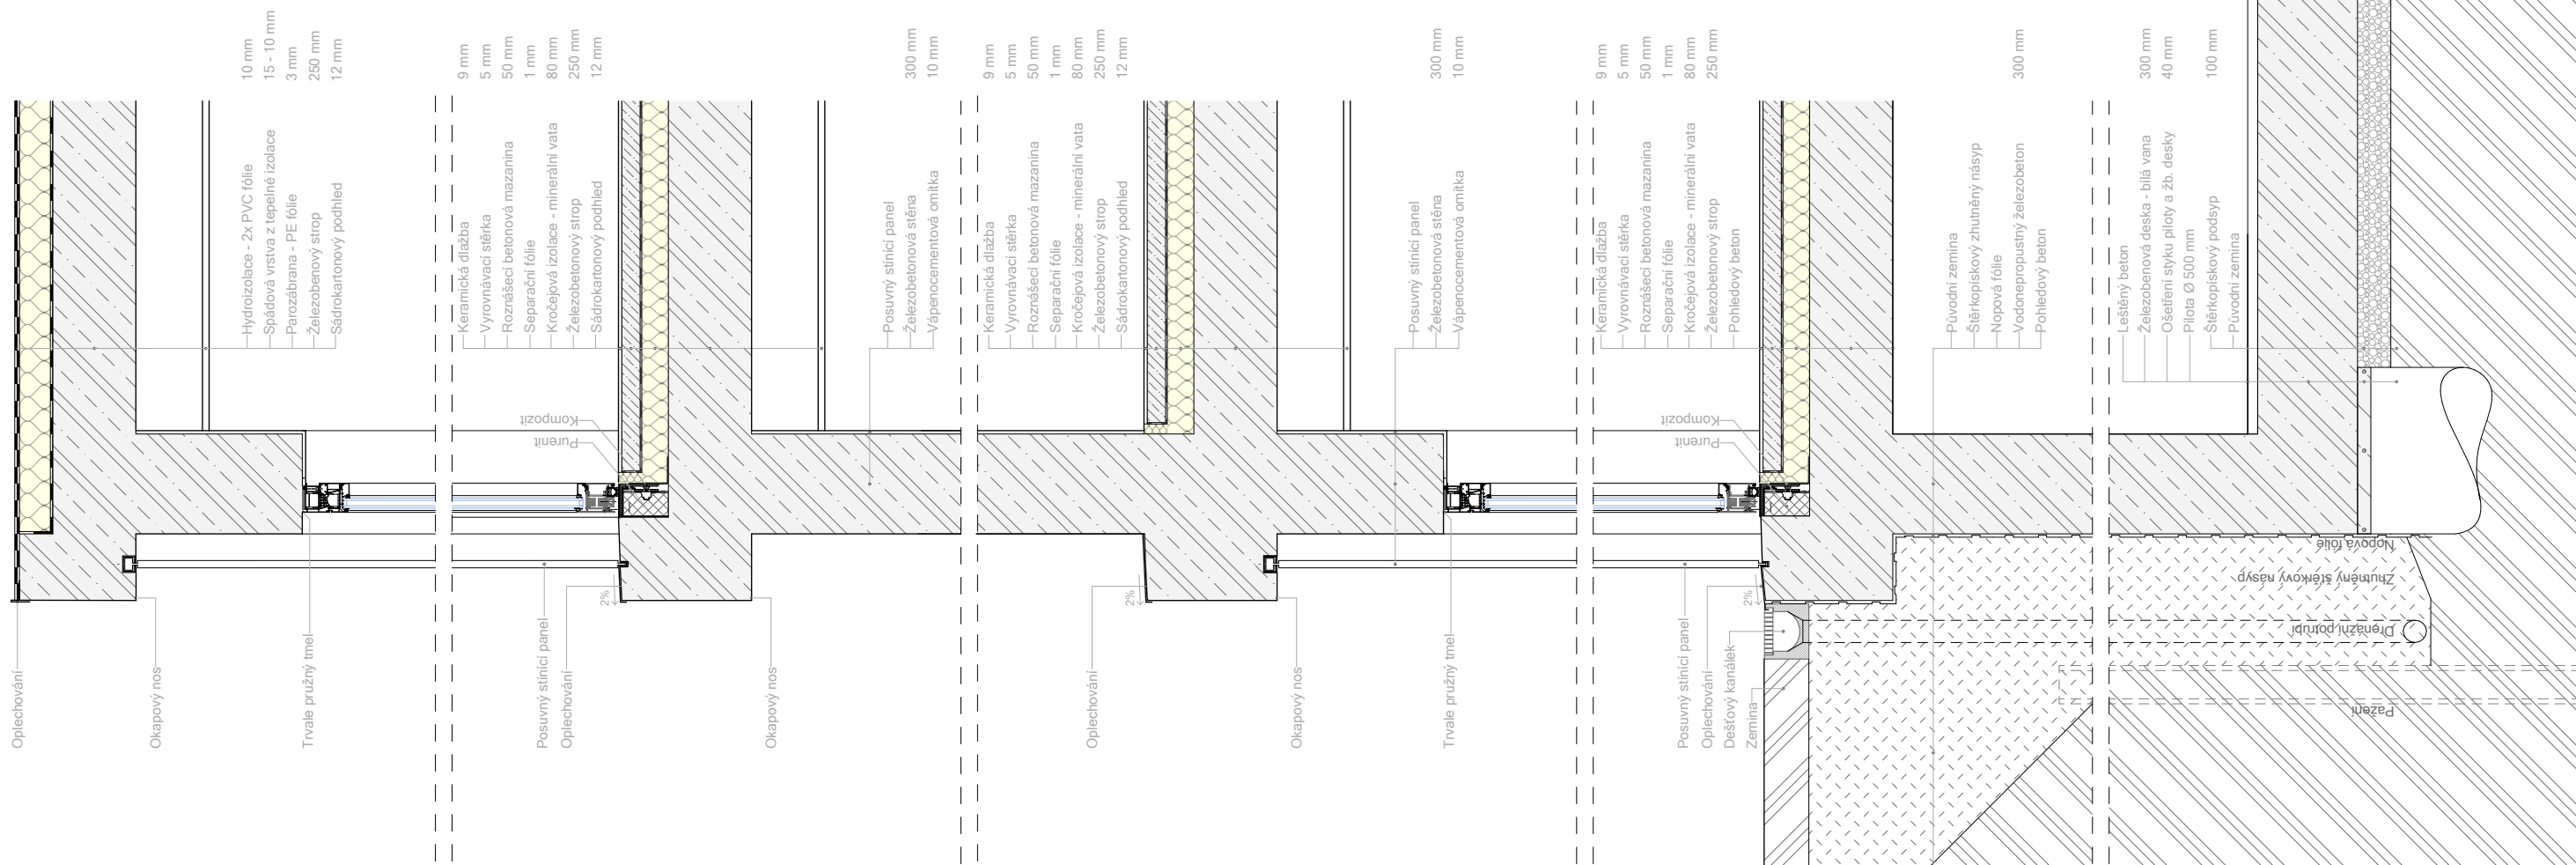 Oplechování
Okapový nos
Hydroizolace - 2x PVC fólie 10 mm
Spádová vrstva z tepelné izolace 15 - 10 mm
Parozábrana - PE fólie 3 mm
Železobenový strop 250 mm
Sádrokartonový podhled 12 mm
Trvale pružný tmel
Keramická dlažba 9 mm
Vyrovnávací stěrka 5 mm
Roznášecí betonová mazanina 50 mm
Separační fólie 1 mm
Kročejová izolace - minerální vata 80 mm
Železobetonový strop 250 mm
Sádrokartonový podhled 12 mm
Kompozit
Purenit
Posuvný stínící panel
Oplechování
2%
Okapový nos
Posuvný stínící panel
Železobetonová stěna 300 mm
Vápenocementová omítka 10 mm
Keramická dlažba 9 mm
Vyrovnávací stěrka 5 mm
Roznášecí betonová mazanina 50 mm
Separační fólie 1 mm
Kročejová izolace - minerální vata 80 mm
Železobetonový strop 250 mm
Sádrokartonový podhled 12 mm
Oplechování
2%
Okapový nos
Posuvný stínící panel
Železobetonová stěna 300 mm
Vápenocementová omítka 10 mm
Trvale pružný tmel
Keramická dlažba 9 mm
Vyrovnávací stěrka 5 mm
Roznášecí betonová mazanina 50 mm
Separační fólie 1 mm
Kročejová izolace - minerální vata 80 mm
Železobetonový strop 250 mm
Pohledový beton
Kompozit
Purenit
Posuvný stínící panel
Oplechování
Dešťový kanálek
Zemina
2%
Původní zemina
Štěrkopískový zhutněný násyp
Nopová fólie
Vodonepropustný železobeton 300 mm
Pohledový beton
Leštěný beton
Železobenová deska - bílá vana 300 mm
Ošetření styku piloty a žb. desky 40 mm
Pilota Ø 500 mm
Štěrkopískový podsyp 100 mm
Původní zemina
Nopová fólie
Zhutněný štěrkový násyp
Drenážní potrubí
Pažení